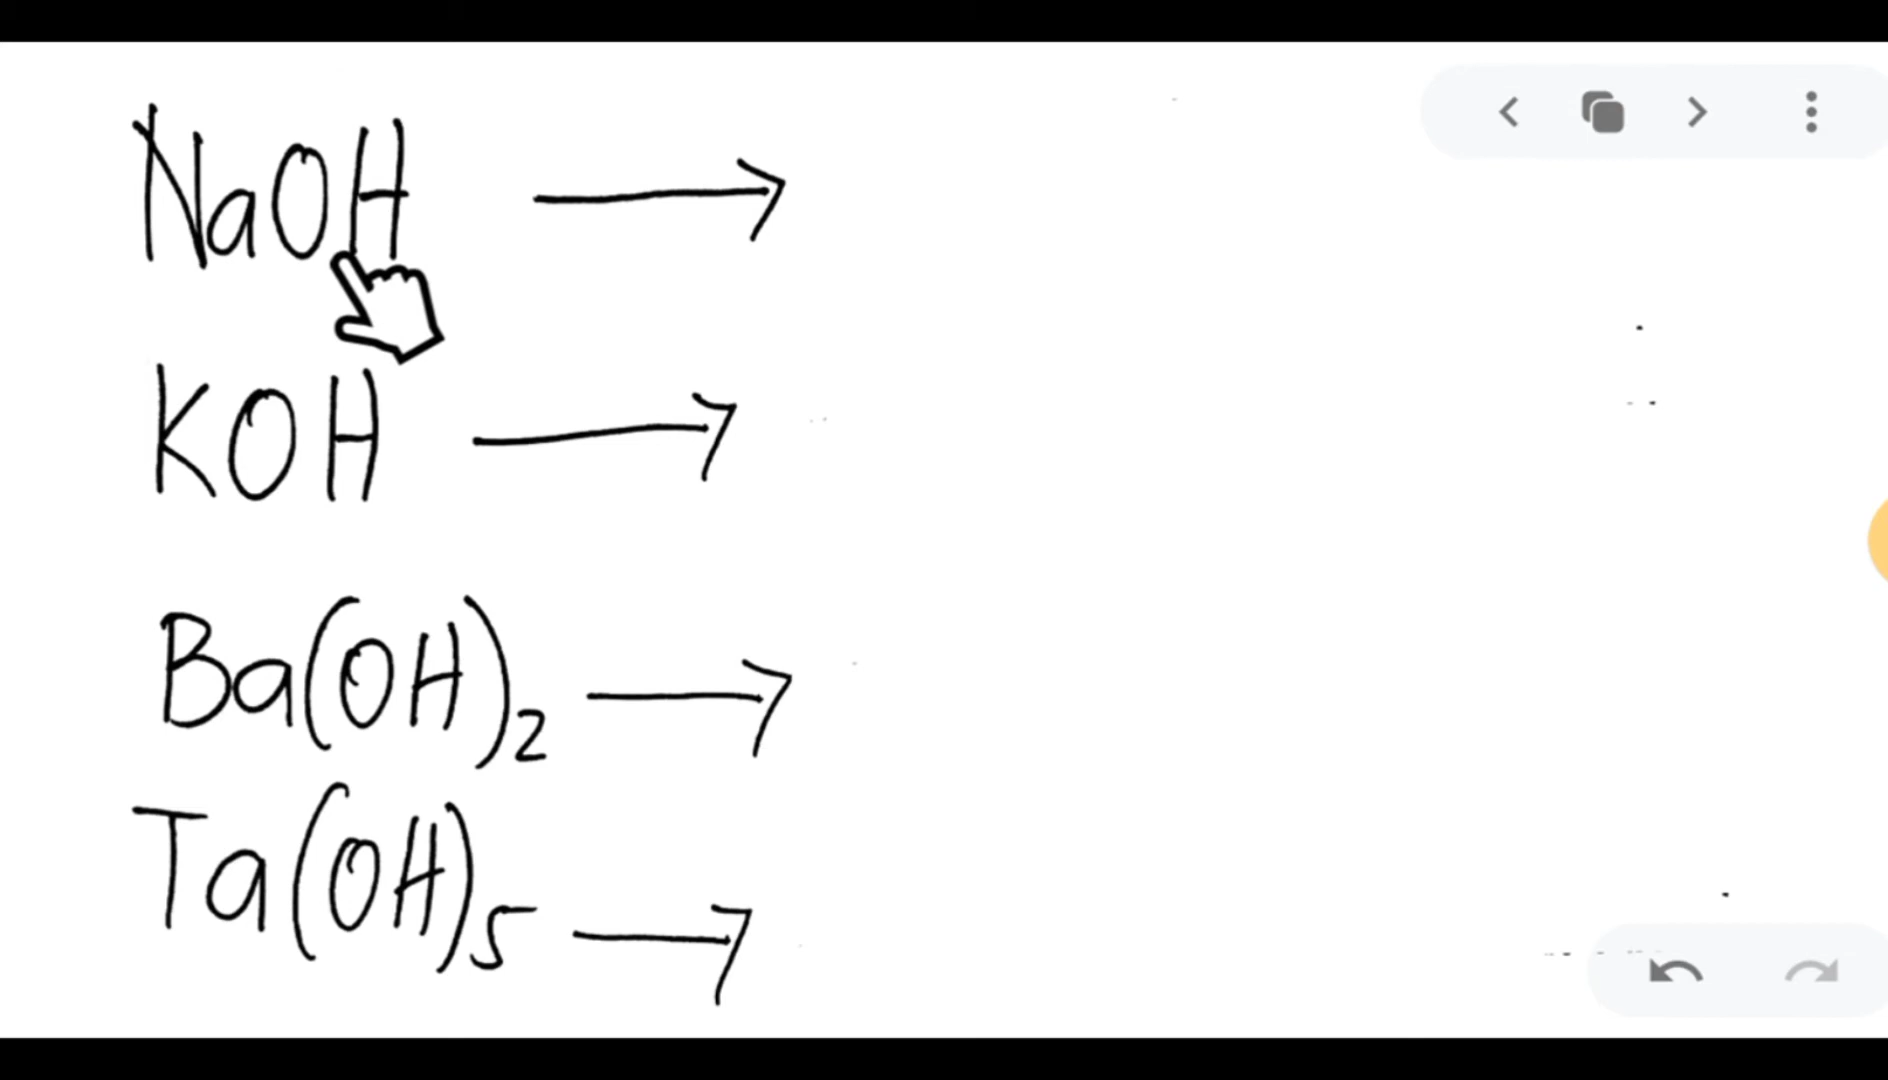 NaOH →
KOH →
Ba(OH)₂ →
Ta(OH)₅ →